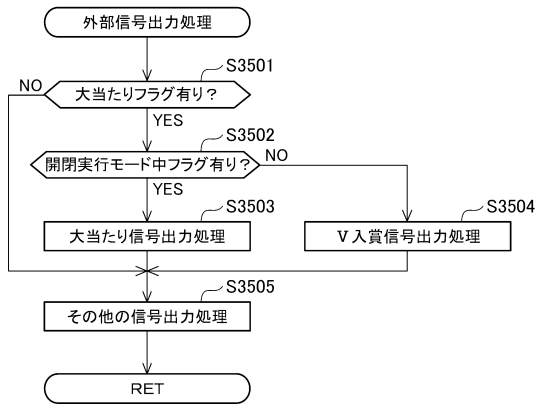 外部信号出力処理
S3501
大当たりフラグ有り？
NO
YES
S3502
開閉実行モード中フラグ有り？
NO
YES
S3503
大当たり信号出力処理
S3504
Ｖ入賞信号出力処理
S3505
その他の信号出力処理
RET